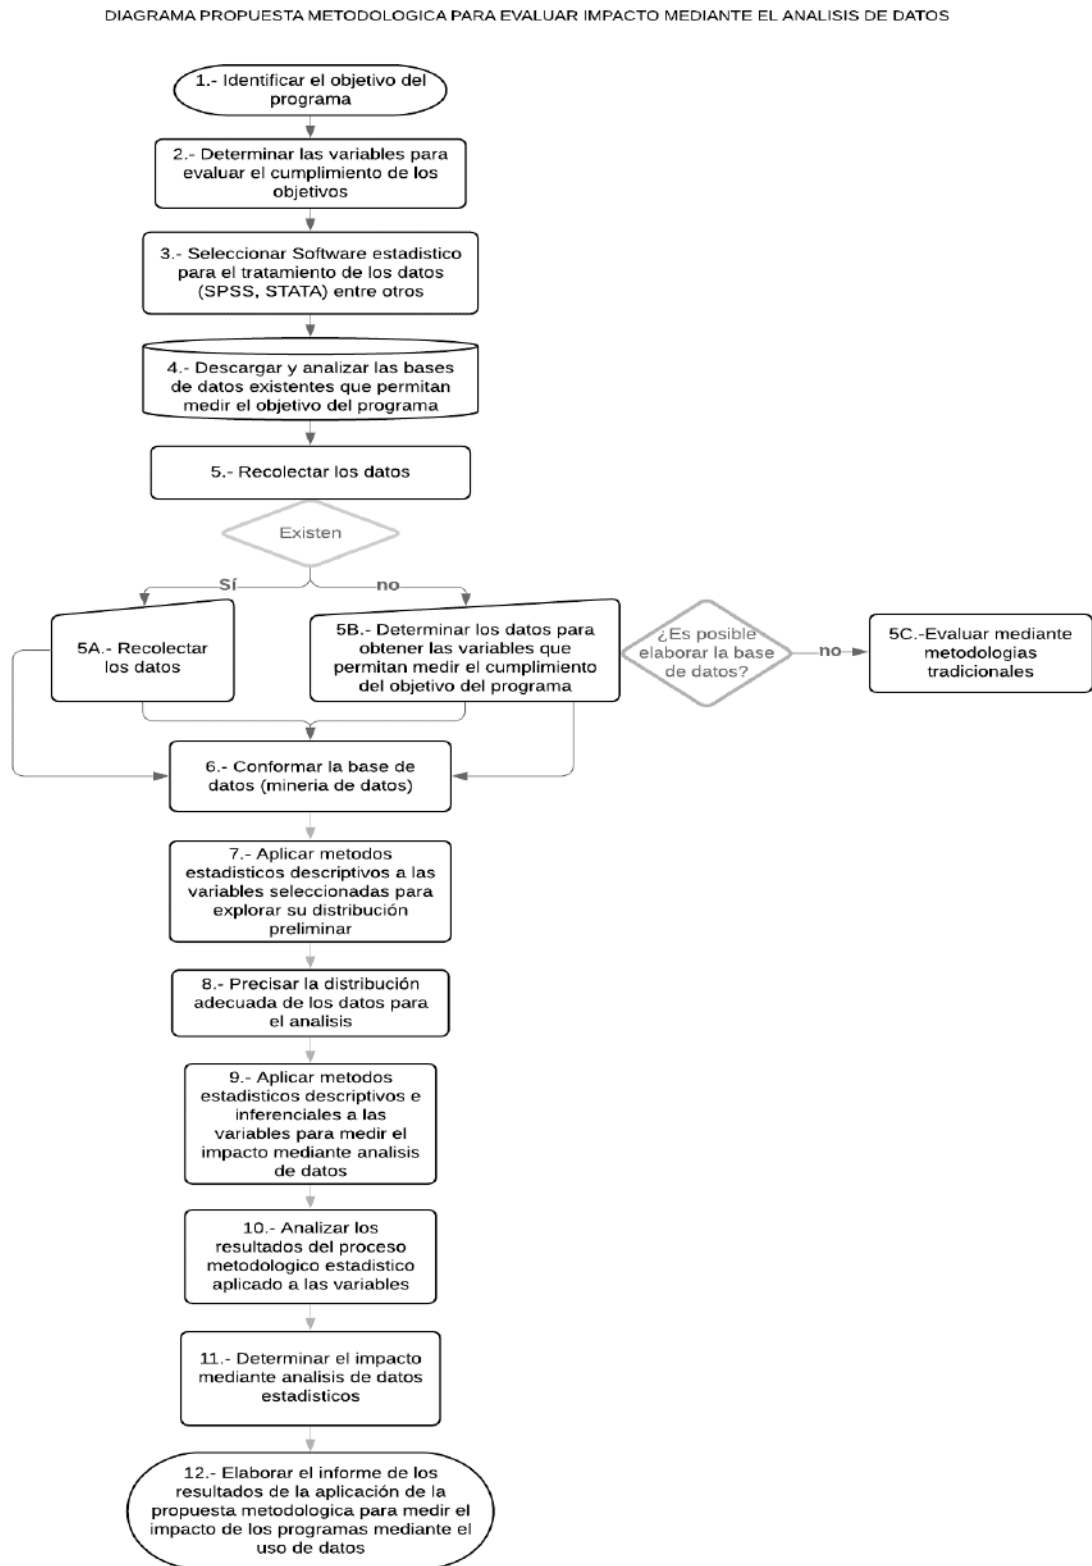 DIAGRAMA PROPUESTA METODOLOGICA PARA EVALUAR IMPACTO MEDIANTE EL ANALISIS DE DATOS
1.- Identificar el objetivo del
programa
2.- Determinar las variables para
evaluar el cumplimiento de los
objetivos
3.- Seleccionar Software estadistico
para el tratamiento de los datos
(SPSS, STATA) entre otros
4.- Descargar y analizar las bases
de datos existentes que permitan
medir el objetivo del programa
5.- Recolectar los datos
Existen
Sí
no
5A.- Recolectar
los datos
5B.- Determinar los datos para
obtener las variables que
permitan medir el cumplimiento
del objetivo del programa
¿Es posible
elaborar la base
de datos?
no
5C.-Evaluar mediante
metodologias
tradicionales
6.- Conformar la base de
datos (mineria de datos)
7.- Aplicar metodos
estadisticos descriptivos a las
variables seleccionadas para
explorar su distribución
preliminar
8.- Precisar la distribución
adecuada de los datos para
el analisis
9.- Aplicar metodos
estadisticos descriptivos e
inferenciales a las
variables para medir el
impacto mediante analisis
de datos
10.- Analizar los
resultados del proceso
metodologico estadistico
aplicado a las variables
11.- Determinar el impacto
mediante analisis de datos
estadisticos
12.- Elaborar el informe de los
resultados de la aplicación de la
propuesta metodologica para medir el
impacto de los programas mediante el
uso de datos